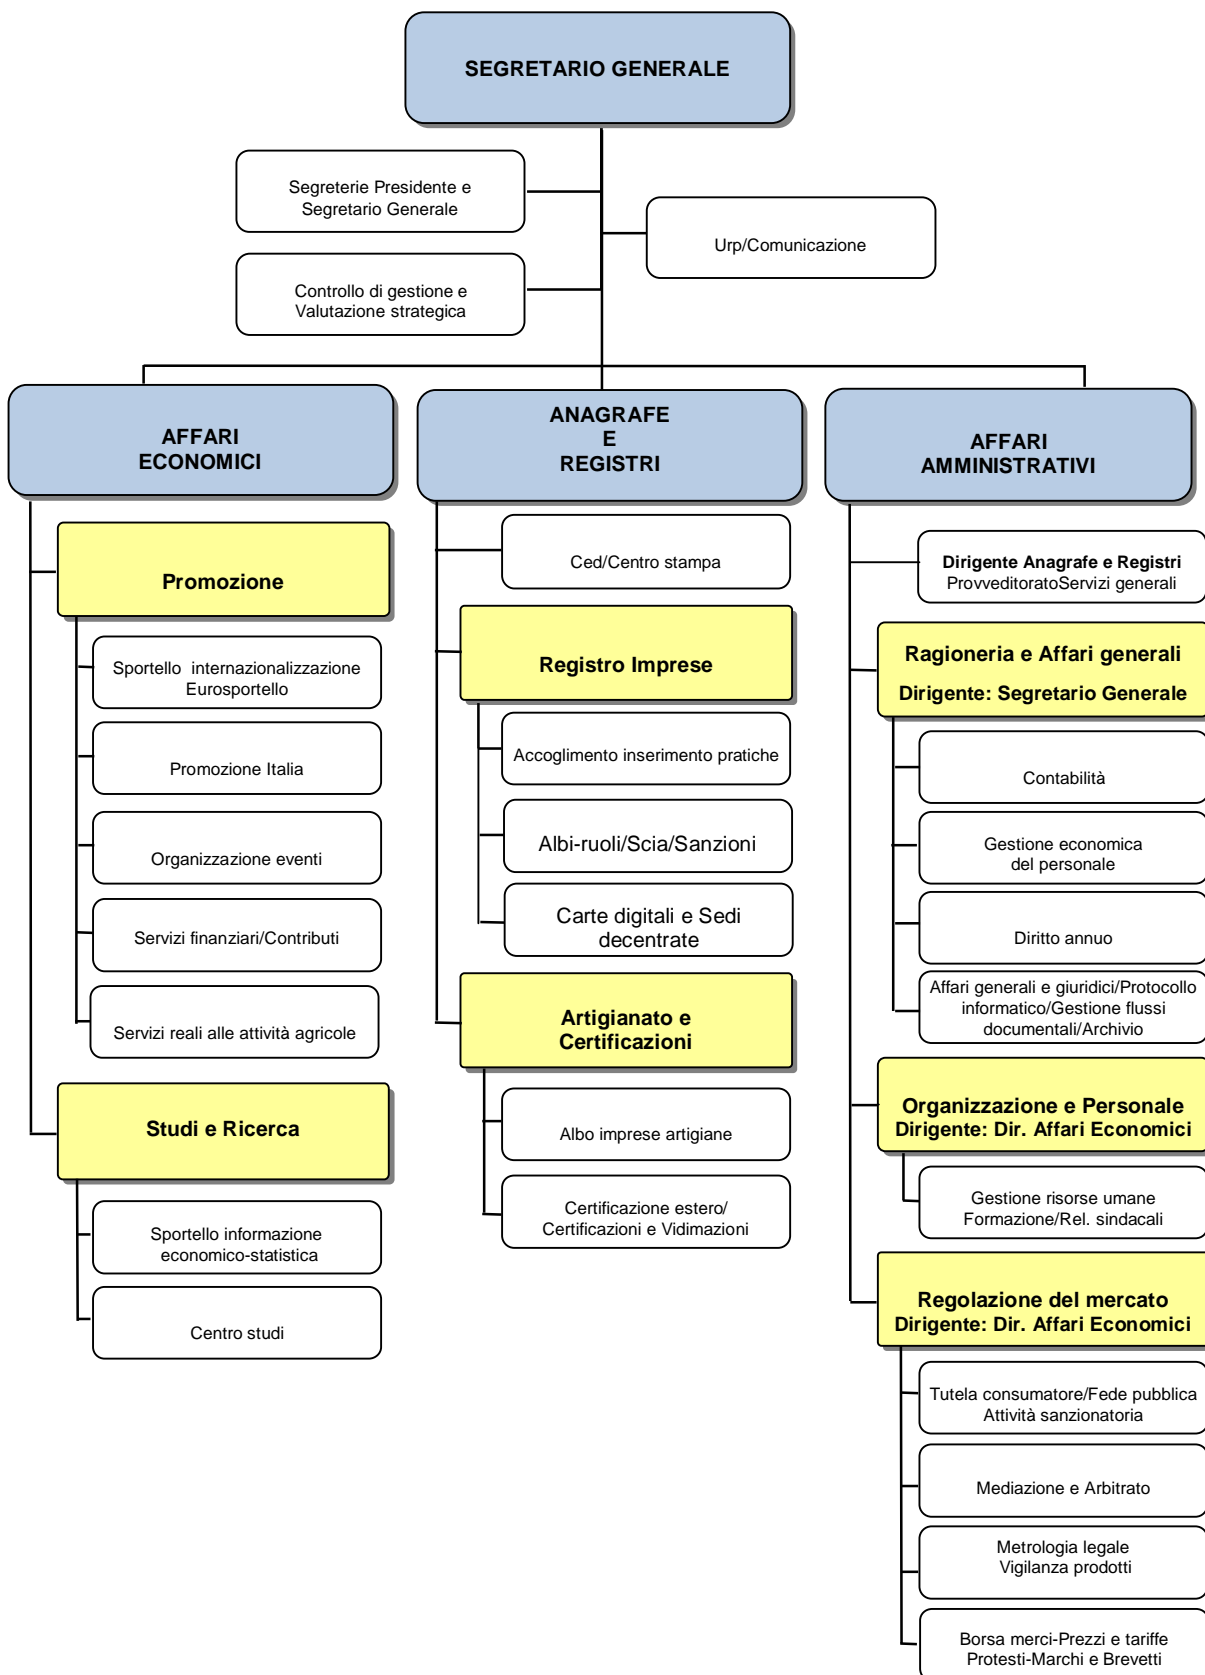 SEGRETARIO GENERALE
Segreterie Presidente e
Segretario Generale
Urp/Comunicazione
Controllo di gestione e
Valutazione strategica
AFFARI
ECONOMICI
Promozione
Sportello internazionalizzazione
Eurosportello
Promozione Italia
Organizzazione eventi
Servizi finanziari/Contributi
Servizi reali alle attività agricole
Studi e Ricerca
Sportello informazione
economico-statistica
Centro studi
ANAGRAFE
E
REGISTRI
Ced/Centro stampa
Registro Imprese
Accoglimento inserimento pratiche
Albi-ruoli/Scia/Sanzioni
Carte digitali e Sedi
decentrate
Artigianato e
Certificazioni
Albo imprese artigiane
Certificazione estero/
Certificazioni e Vidimazioni
AFFARI
AMMINISTRATIVI
Dirigente Anagrafe e Registri
ProvveditoratoServizi generali
Ragioneria e Affari generali
Dirigente: Segretario Generale
Contabilità
Gestione economica
del personale
Diritto annuo
Affari generali e giuridici/Protocollo
informatico/Gestione flussi
documentali/Archivio
Organizzazione e Personale
Dirigente: Dir. Affari Economici
Gestione risorse umane
Formazione/Rel. sindacali
Regolazione del mercato
Dirigente: Dir. Affari Economici
Tutela consumatore/Fede pubblica
Attività sanzionatoria
Mediazione e Arbitrato
Metrologia legale
Vigilanza prodotti
Borsa merci-Prezzi e tariffe
Protesti-Marchi e Brevetti